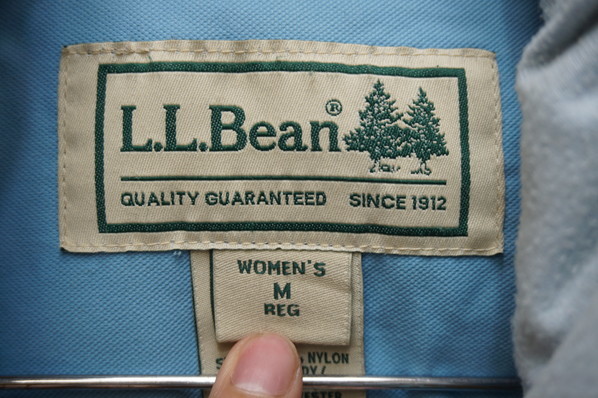 L.L.Bean®
QUALITY GUARANTEED SINCE 1912
WOMEN'S
M
REG
NYLON